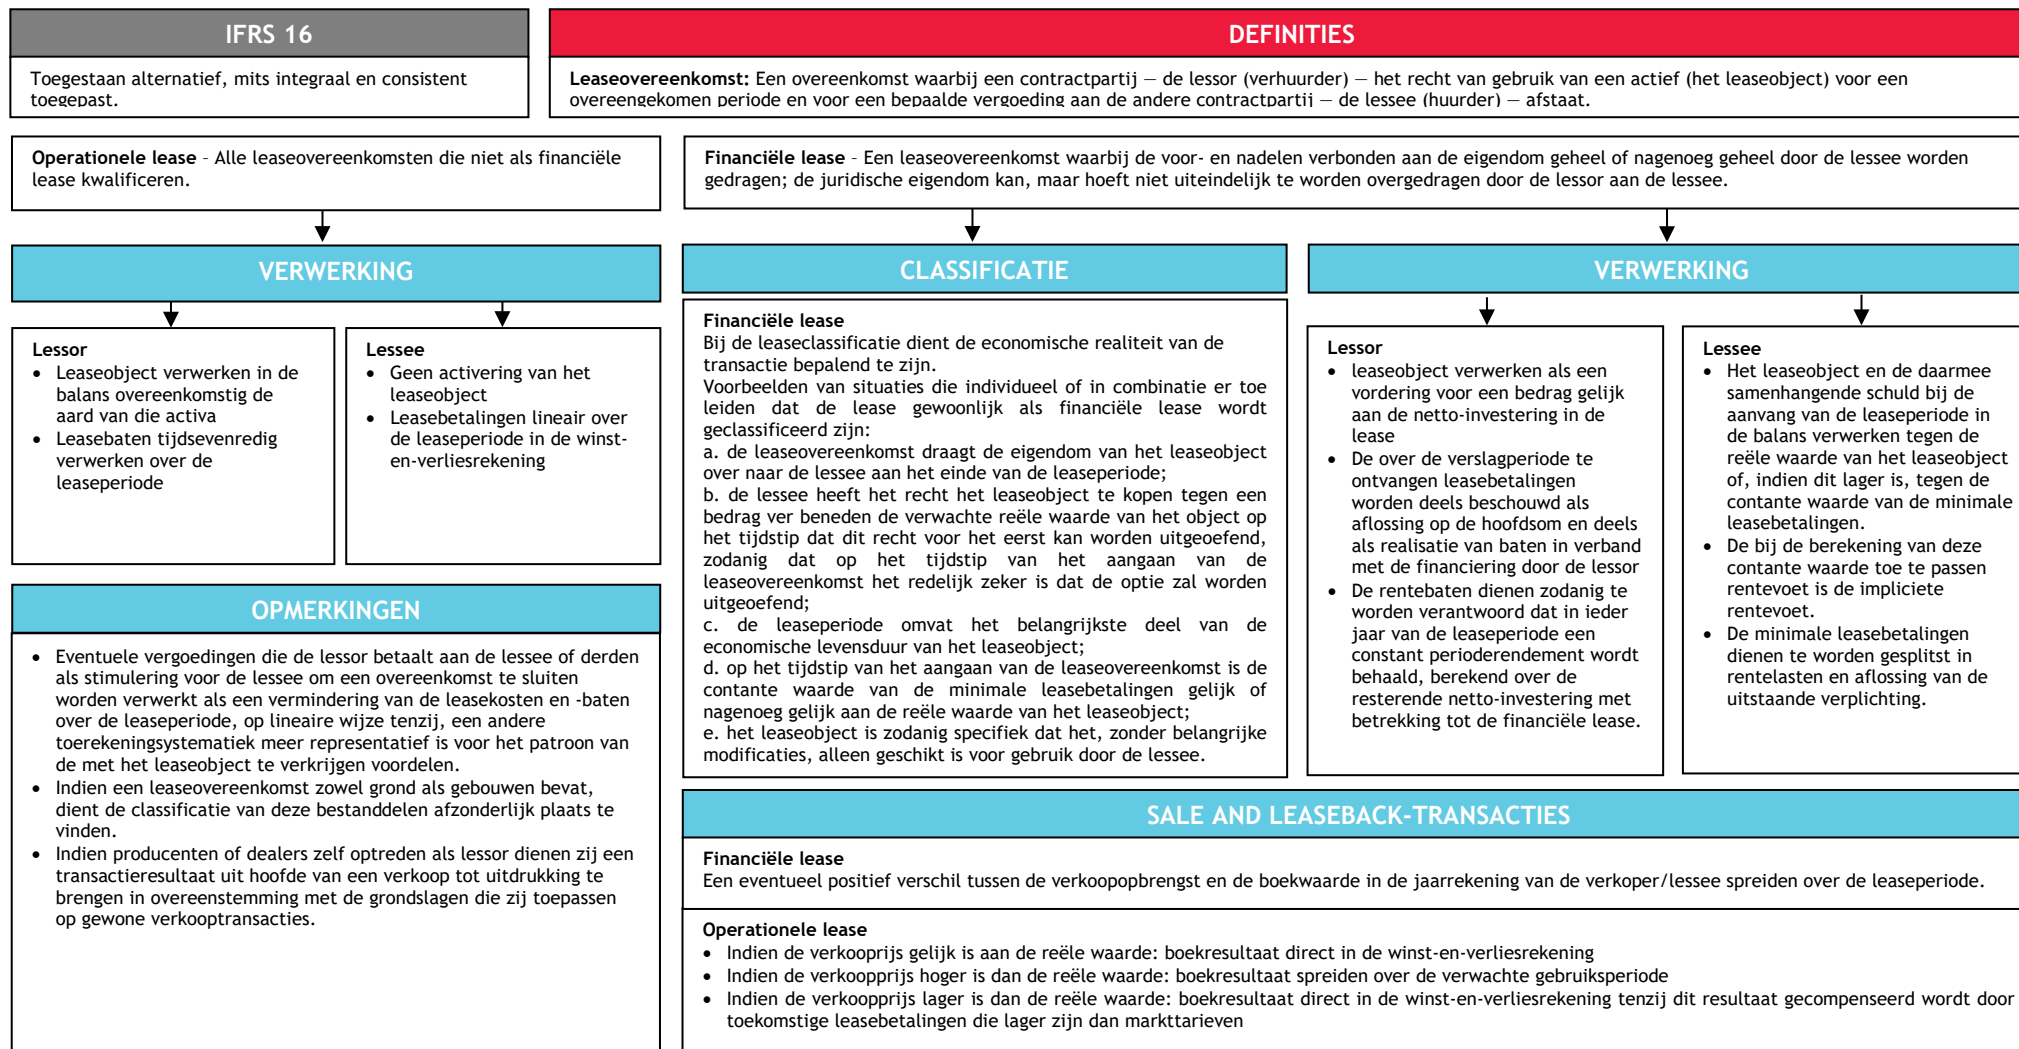 IFRS 16
Toegestaan alternatief, mits integraal en consistent
toegepast.
DEFINITIES
Leaseovereenkomst: Een overeenkomst waarbij een contractpartij — de lessor (verhuurder) — het recht van gebruik van een actief (het leaseobject) voor een
overeengekomen periode en voor een bepaalde vergoeding aan de andere contractpartij — de lessee (huurder) — afstaat.
Operationele lease – Alle leaseovereenkomsten die niet als financiële
lease kwalificeren.
Financiële lease – Een leaseovereenkomst waarbij de voor- en nadelen verbonden aan de eigendom geheel of nagenoeg geheel door de lessee worden
gedragen; de juridische eigendom kan, maar hoeft niet uiteindelijk te worden overgedragen door de lessor aan de lessee.
VERWERKING
Lessor
• Leaseobject verwerken in de
balans overeenkomstig de
aard van die activa
• Leasebaten tijdsevenredig
verwerken over de
leaseperiode
Lessee
• Geen activering van het
leaseobject
• Leasebetalingen lineair over
de leaseperiode in de winst-
en-verliesrekening
OPMERKINGEN
• Eventuele vergoedingen die de lessor betaalt aan de lessee of derden
als stimulering voor de lessee om een overeenkomst te sluiten
worden verwerkt als een vermindering van de leasekosten en -baten
over de leaseperiode, op lineaire wijze tenzij, een andere
toerekeningsystematiek meer representatief is voor het patroon van
de met het leaseobject te verkrijgen voordelen.
• Indien een leaseovereenkomst zowel grond als gebouwen bevat,
dient de classificatie van deze bestanddelen afzonderlijk plaats te
vinden.
• Indien producenten of dealers zelf optreden als lessor dienen zij een
transactieresultaat uit hoofde van een verkoop tot uitdrukking te
brengen in overeenstemming met de grondslagen die zij toepassen
op gewone verkooptransacties.
CLASSIFICATIE
Financiële lease
Bij de leaseclassificatie dient de economische realiteit van de
transactie bepalend te zijn.
Voorbeelden van situaties die individueel of in combinatie er toe
leiden dat de lease gewoonlijk als financiële lease wordt
geclassificeerd zijn:
a. de leaseovereenkomst draagt de eigendom van het leaseobject
over naar de lessee aan het einde van de leaseperiode;
b. de lessee heeft het recht het leaseobject te kopen tegen een
bedrag ver beneden de verwachte reële waarde van het object op
het tijdstip dat dit recht voor het eerst kan worden uitgeoefend,
zodanig dat op het tijdstip van het aangaan van de
leaseovereenkomst het redelijk zeker is dat de optie zal worden
uitgeoefend;
c. de leaseperiode omvat het belangrijkste deel van de
economische levensduur van het leaseobject;
d. op het tijdstip van het aangaan van de leaseovereenkomst is de
contante waarde van de minimale leasebetalingen gelijk of
nagenoeg gelijk aan de reële waarde van het leaseobject;
e. het leaseobject is zodanig specifiek dat het, zonder belangrijke
modificaties, alleen geschikt is voor gebruik door de lessee.
VERWERKING
Lessor
• leaseobject verwerken als een
vordering voor een bedrag gelijk
aan de netto-investering in de
lease
• De over de verslagperiode te
ontvangen leasebetalingen
worden deels beschouwd als
aflossing op de hoofdsom en deels
als realisatie van baten in verband
met de financiering door de lessor
• De rentebaten dienen zodanig te
worden verantwoord dat in ieder
jaar van de leaseperiode een
constant perioderendement wordt
behaald, berekend over de
resterende netto-investering met
betrekking tot de financiële lease.
Lessee
• Het leaseobject en de daarmee
samenhangende schuld bij de
aanvang van de leaseperiode in
de balans verwerken tegen de
reële waarde van het leaseobject
of, indien dit lager is, tegen de
contante waarde van de minimale
leasebetalingen.
• De bij de berekening van deze
contante waarde toe te passen
rentevoet is de impliciete
rentevoet.
• De minimale leasebetalingen
dienen te worden gesplitst in
rentelasten en aflossing van de
uitstaande verplichting.
SALE AND LEASEBACK-TRANSACTIES
Financiële lease
Een eventueel positief verschil tussen de verkoopopbrengst en de boekwaarde in de jaarrekening van de verkoper/lessee spreiden over de leaseperiode.
Operationele lease
• Indien de verkooprijs gelijk is aan de reële waarde: boekresultaat direct in de winst-en-verliesrekening
• Indien de verkoopprijs hoger is dan de reële waarde: boekresultaat spreiden over de verwachte gebruiksperiode
• Indien de verkoopprijs lager is dan de reële waarde: boekresultaat direct in de winst-en-verliesrekening tenzij dit resultaat gecompenseerd wordt door
toekomstige leasebetalingen die lager zijn dan markttarieven